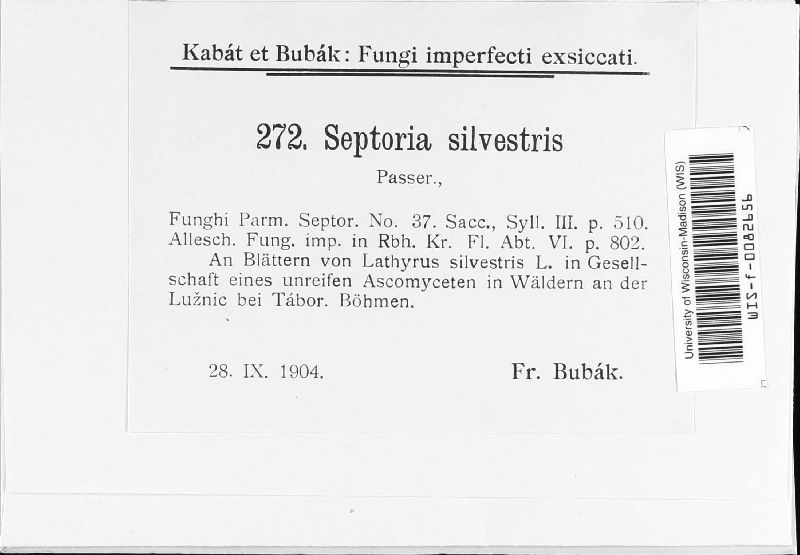 Kabát et Bubák: Fungi imperfecti exsiccati.
272. Septoria silvestris
Passer.,
Funghi Parm. Septor. No. 37. Sacc., Syll. III. p. 510.
Allesch. Fung. imp. in Rbh. Kr. Fl. Abt. VI. p. 802.
An Blättern von Lathyrus silvestris L. in Gesell-
schaft eines unreifen Ascomyceten in Wäldern an der
Lužnic bei Tábor. Böhmen.
28. IX. 1904.
Fr. Bubák.
University of Wisconsin-Madison (WIS)
WIS-f-0082656